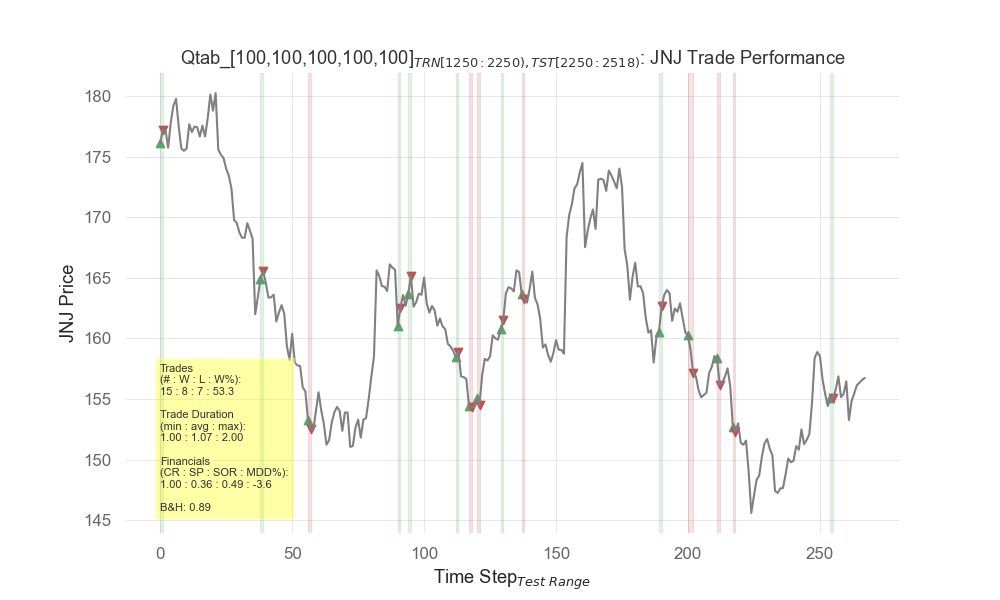 Qtab_[100,100,100,100,100]TRN[1250:2250),TST[2250:2518): JNJ Trade Performance
180
175
170
165
160
155
150
145
JNJ Price
Trades
(# : W : L : W%):
15 : 8 : 7 : 53.3
Trade Duration
(min : avg : max):
1.00 : 1.07 : 2.00
Financials
(CR : SP : SOR : MDD%):
1.00 : 0.36 : 0.49 : -3.6
B&H: 0.89
0 50 100 150 200 250
Time StepTest Range